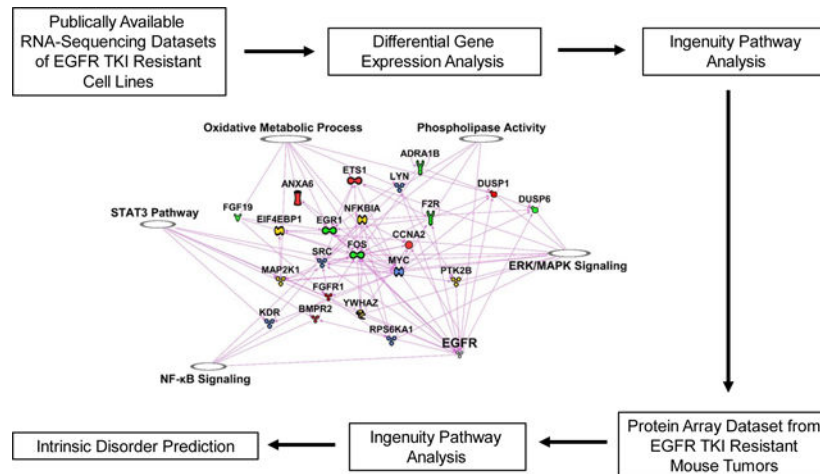 Publically Available
RNA-Sequencing Datasets
of EGFR TKI Resistant
Cell Lines
Differential Gene
Expression Analysis
Ingenuity Pathway
Analysis
Oxidative Metabolic Process
Phospholipase Activity
ADRA1B
ETS1
LYN
ANXA6
DUSP1
DUSP6
FGF19
NFKBIA
F2R
STAT3 Pathway
EIF4EBP1
EGR1
CCNA2
SRC
FOS
MYC
ERK/MAPK Signaling
MAP2K1
PTK2B
FGFR1
YWHAZ
KDR
BMPR2
RPS6KA1
EGFR
NF-κB Signaling
Intrinsic Disorder Prediction
Ingenuity Pathway
Analysis
Protein Array Dataset from
EGFR TKI Resistant
Mouse Tumors